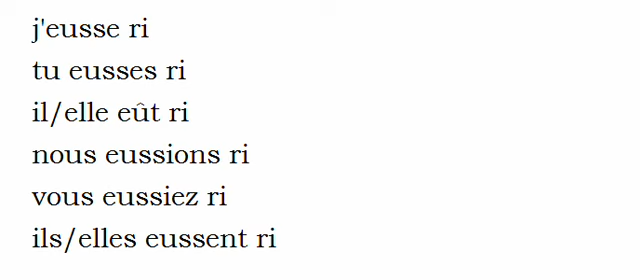 j'eusse ri
tu eusses ri
il/elle eût ri
nous eussions ri
vous eussiez ri
ils/elles eussent ri